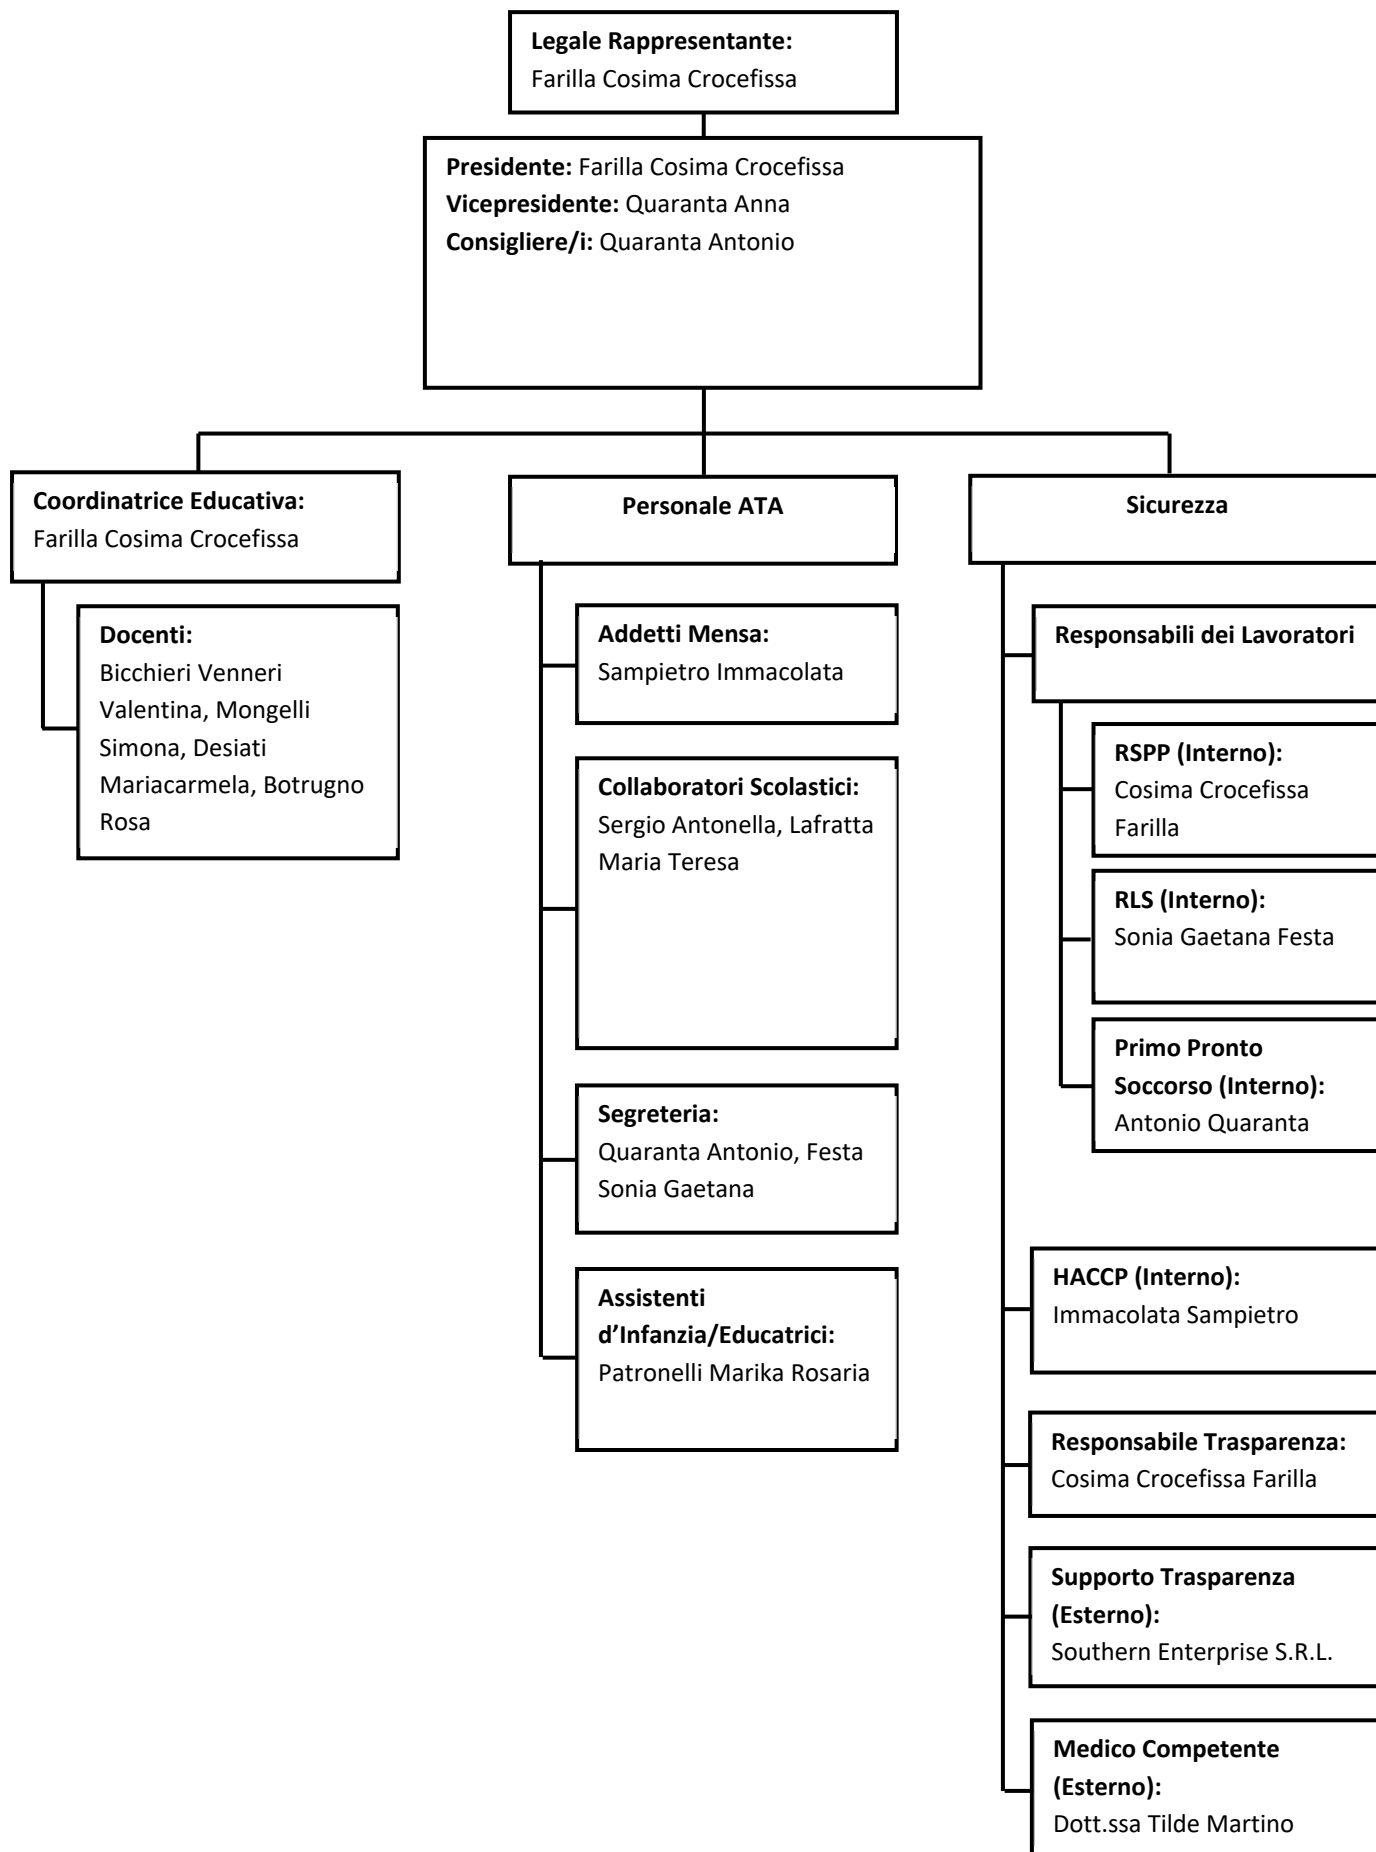 Legale Rappresentante:
Farilla Cosima Crocefissa
Presidente: Farilla Cosima Crocefissa
Vicepresidente: Quaranta Anna
Consigliere/i: Quaranta Antonio
Coordinatrice Educativa:
Farilla Cosima Crocefissa
Docenti:
Bicchieri Venneri
Valentina, Mongelli
Simona, Desiati
Mariacarmela, Botrugno
Rosa
Personale ATA
Addetti Mensa:
Sampietro Immacolata
Collaboratori Scolastici:
Sergio Antonella, Lafratta
Maria Teresa
Segreteria:
Quaranta Antonio, Festa
Sonia Gaetana
Assistenti
d’Infanzia/Educatrici:
Patronelli Marika Rosaria
Sicurezza
Responsabili dei Lavoratori
RSPP (Interno):
Cosima Crocefissa
Farilla
RLS (Interno):
Sonia Gaetana Festa
Primo Pronto
Soccorso (Interno):
Antonio Quaranta
HACCP (Interno):
Immacolata Sampietro
Responsabile Trasparenza:
Cosima Crocefissa Farilla
Supporto Trasparenza
(Esterno):
Southern Enterprise S.R.L.
Medico Competente
(Esterno):
Dott.ssa Tilde Martino